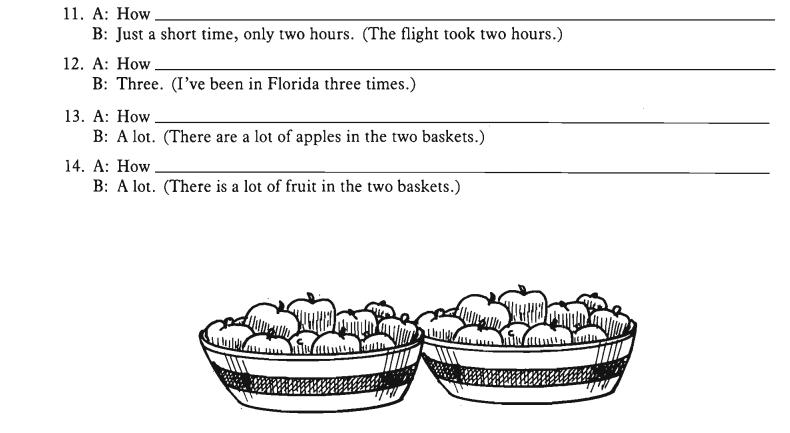 11. A: How
B: Just a short time, only two hours. (The flight took two hours.)
12. A: How
B: Three. (I've been in Florida three times.)
13. A: How
B: A lot. (There are a lot of apples in the two baskets.)
14. A: How
B: A lot. (There is a lot of fruit in the two baskets.)